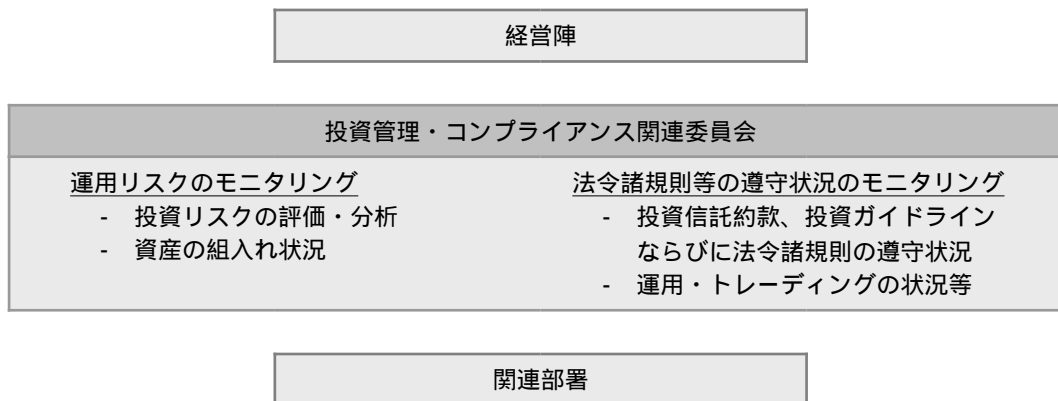 経営陣
投資管理・コンプライアンス関連委員会
運用リスクのモニタリング
- 投資リスクの評価・分析
- 資産の組入れ状況
法令諸規則等の遵守状況のモニタリング
- 投資信託約款、投資ガイドライン
ならびに法令諸規則の遵守状況
- 運用・トレーディングの状況等
関連部署